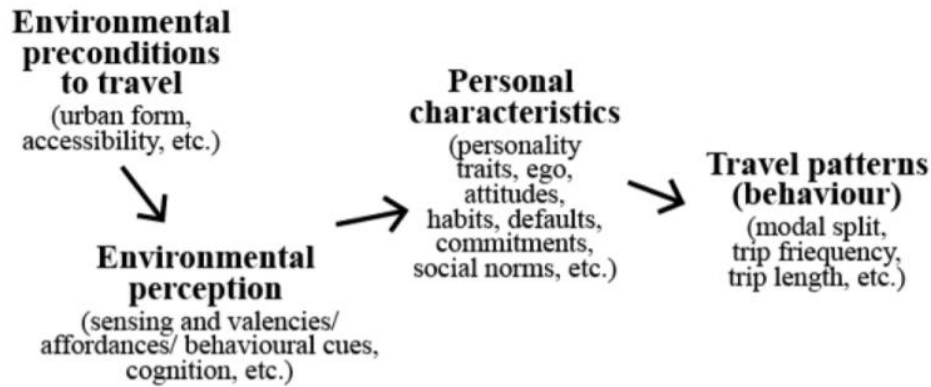 Environmental
preconditions
to travel
(urban form,
accessibility, etc.)
Environmental
perception
(sensing and valencies/
affordances/ behavioural cues,
cognition, etc.)
Personal
characteristics
(personality
traits, ego,
attitudes,
habits, defaults,
commitments,
social norms, etc.)
Travel patterns
(behaviour)
(modal split,
trip friequency,
trip length, etc.)